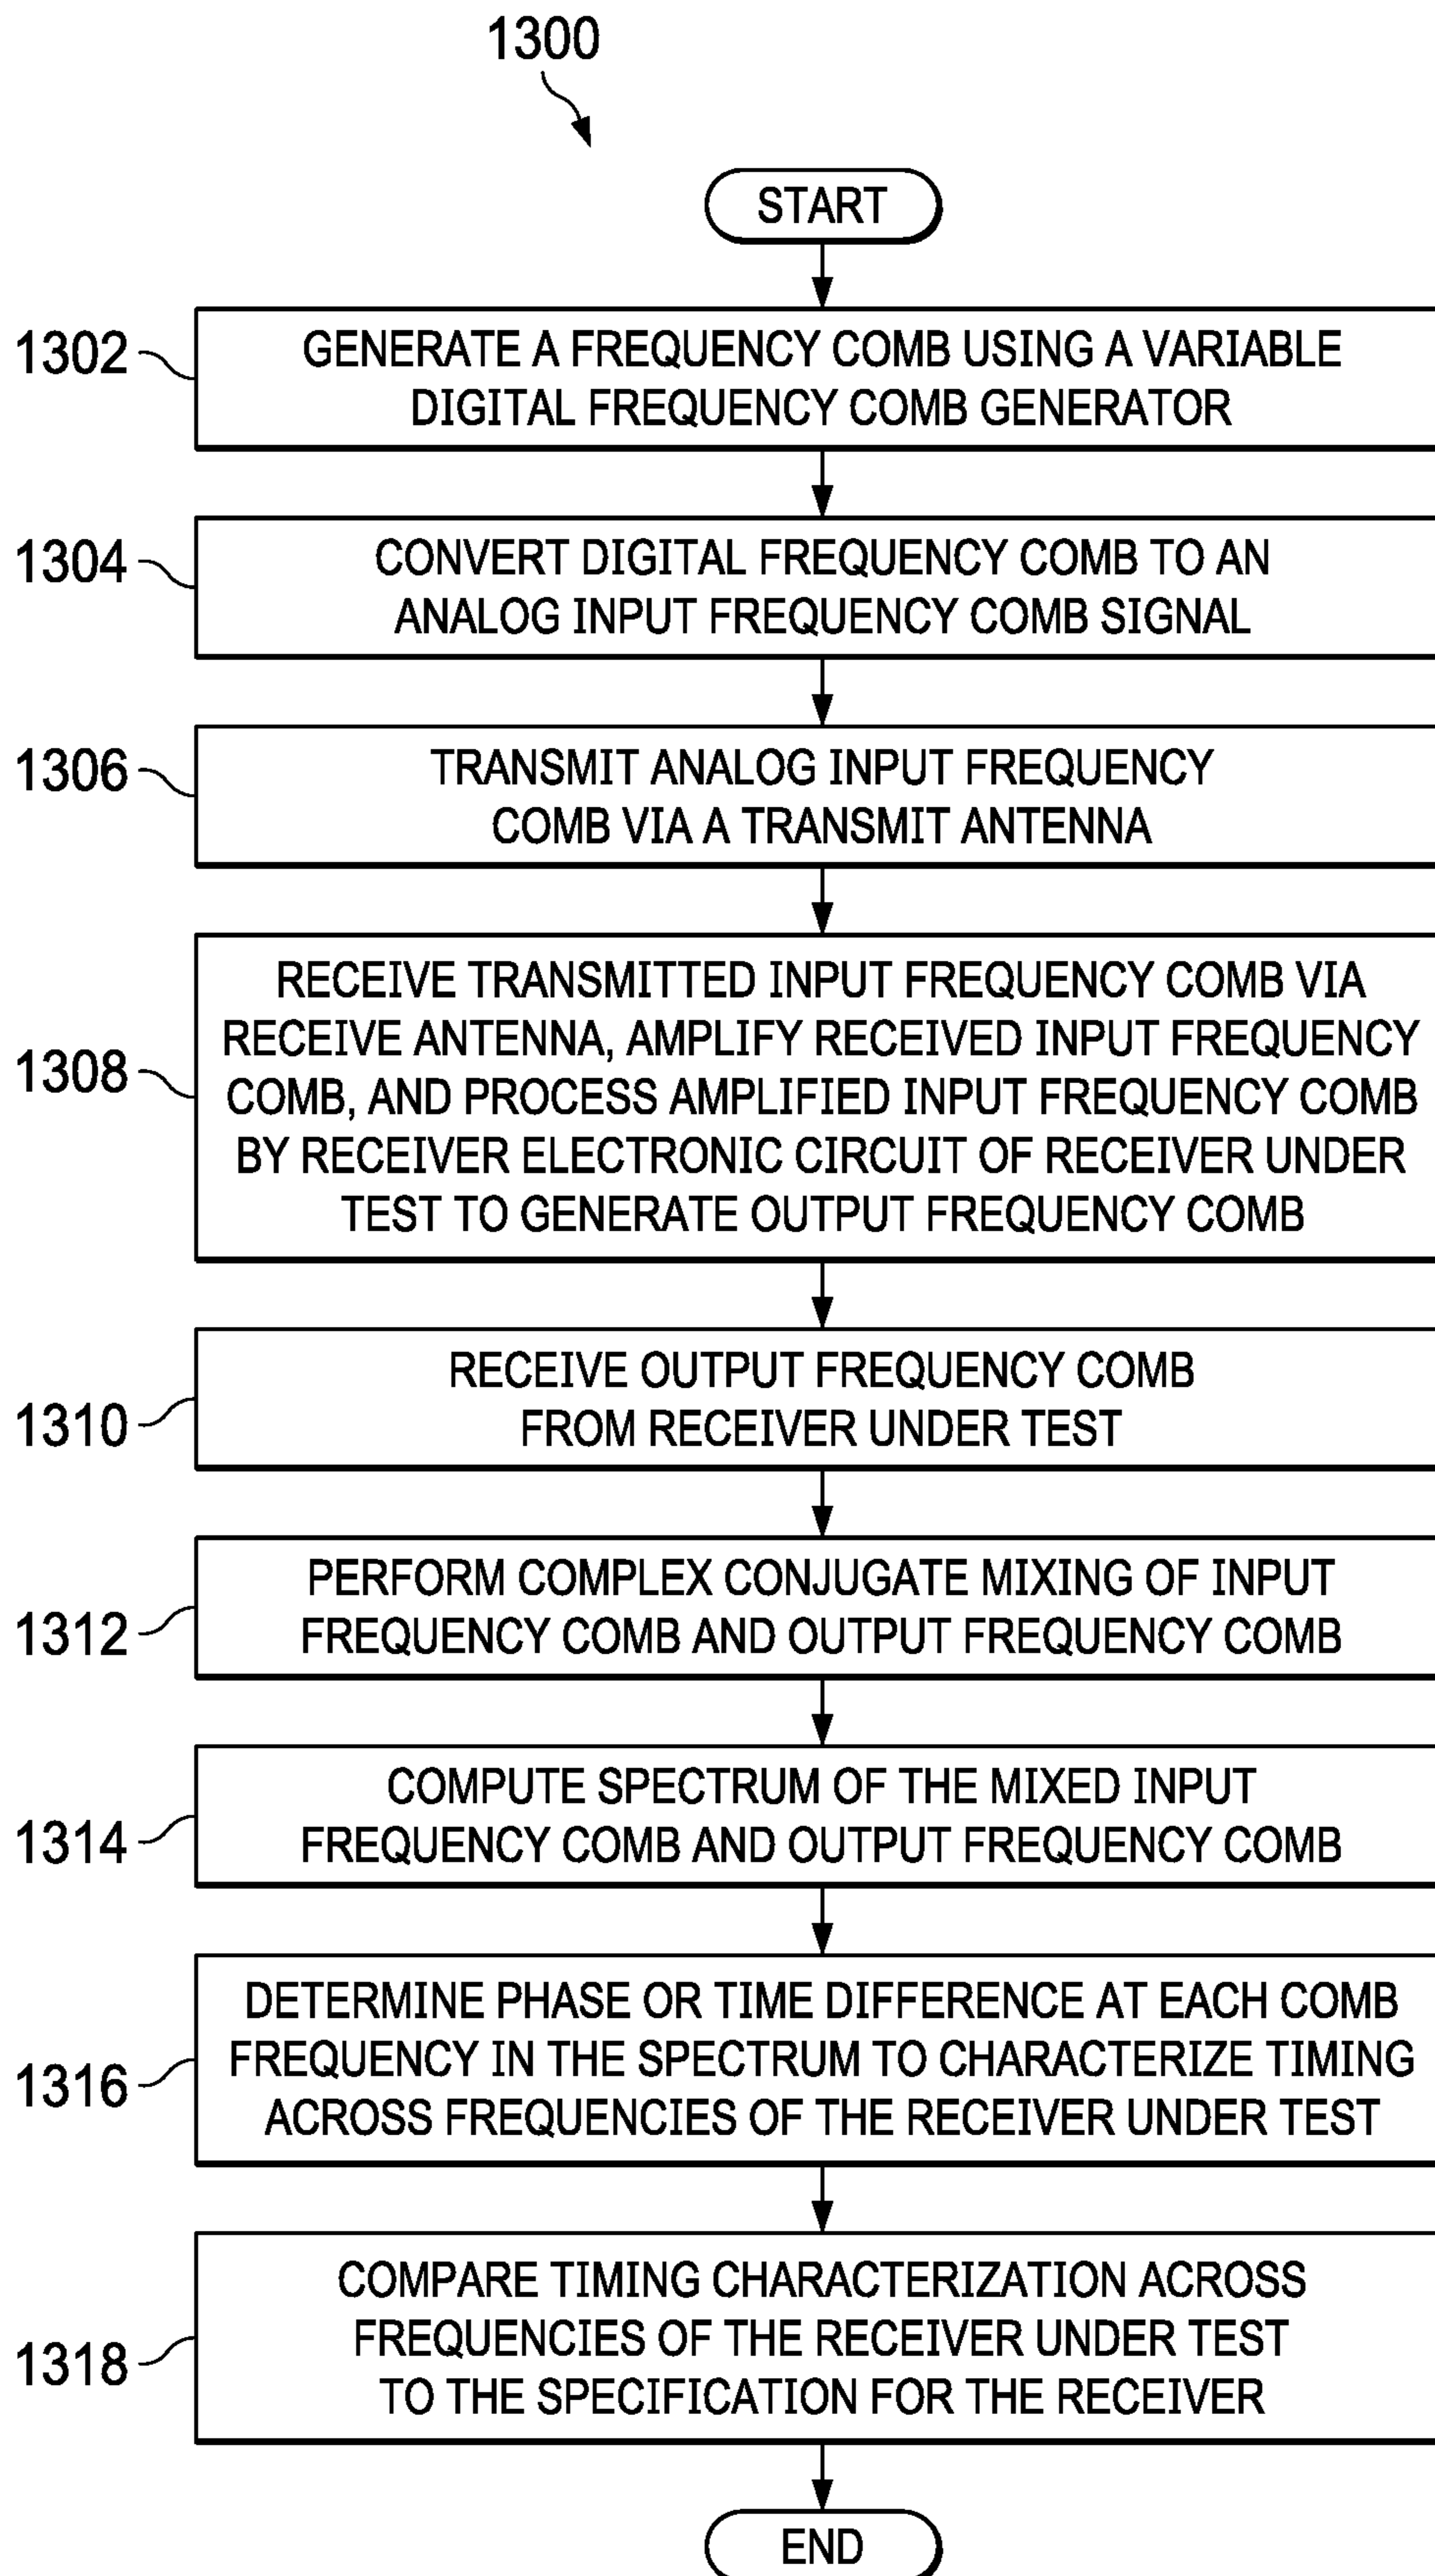 1300
START
1302
GENERATE A FREQUENCY COMB USING A VARIABLE
DIGITAL FREQUENCY COMB GENERATOR
1304
CONVERT DIGITAL FREQUENCY COMB TO AN
ANALOG INPUT FREQUENCY COMB SIGNAL
1306
TRANSMIT ANALOG INPUT FREQUENCY
COMB VIA A TRANSMIT ANTENNA
1308
RECEIVE TRANSMITTED INPUT FREQUENCY COMB VIA
RECEIVE ANTENNA, AMPLIFY RECEIVED INPUT FREQUENCY
COMB, AND PROCESS AMPLIFIED INPUT FREQUENCY COMB
BY RECEIVER ELECTRONIC CIRCUIT OF RECEIVER UNDER
TEST TO GENERATE OUTPUT FREQUENCY COMB
1310
RECEIVE OUTPUT FREQUENCY COMB
FROM RECEIVER UNDER TEST
1312
PERFORM COMPLEX CONJUGATE MIXING OF INPUT
FREQUENCY COMB AND OUTPUT FREQUENCY COMB
1314
COMPUTE SPECTRUM OF THE MIXED INPUT
FREQUENCY COMB AND OUTPUT FREQUENCY COMB
1316
DETERMINE PHASE OR TIME DIFFERENCE AT EACH COMB
FREQUENCY IN THE SPECTRUM TO CHARACTERIZE TIMING
ACROSS FREQUENCIES OF THE RECEIVER UNDER TEST
1318
COMPARE TIMING CHARACTERIZATION ACROSS
FREQUENCIES OF THE RECEIVER UNDER TEST
TO THE SPECIFICATION FOR THE RECEIVER
END